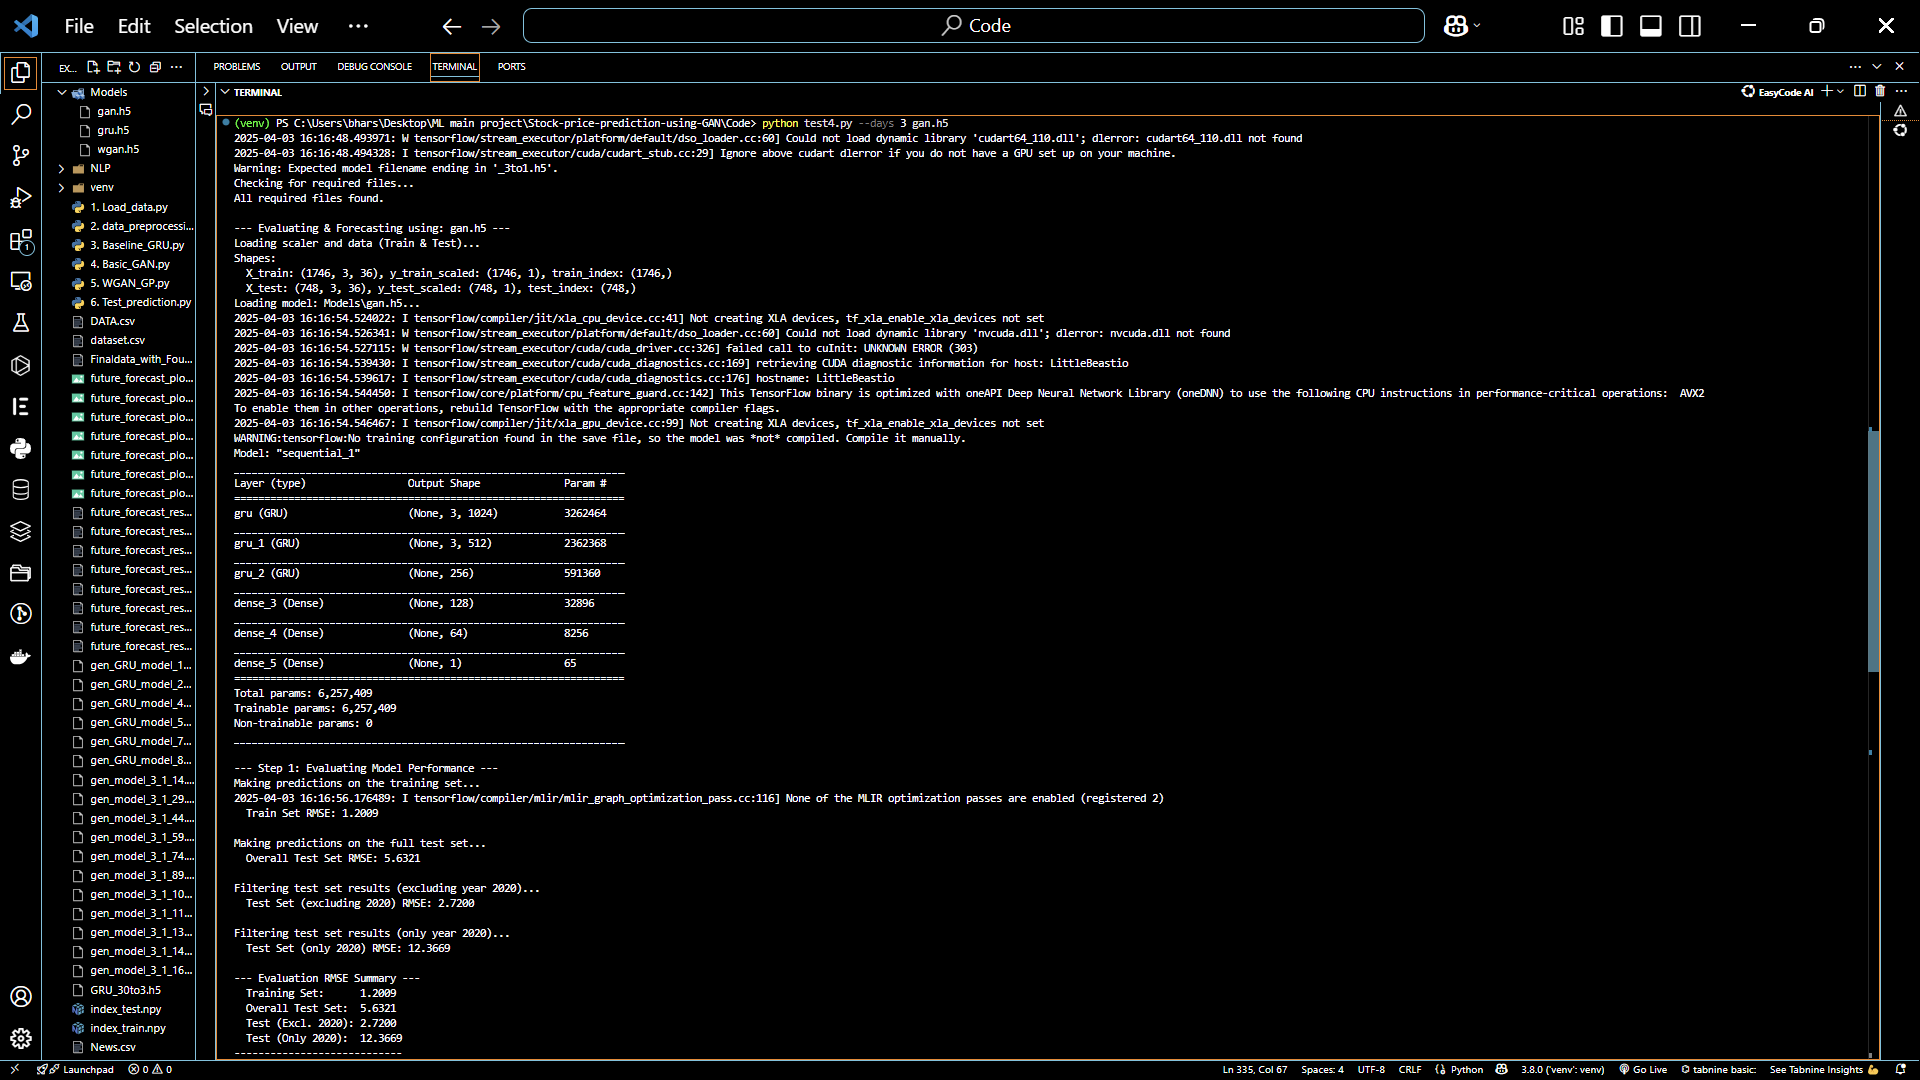 File Edit Selection View ···
Code
EX... ···
PROBLEMS OUTPUT DEBUG CONSOLE TERMINAL PORTS
Models
gan.h5
gru.h5
wgan.h5
NLP
venv
1. Load_data.py
2. data_preprocessi...
3. Baseline_GRU.py
4. Basic_GAN.py
5. WGAN_GP.py
6. Test_prediction.py
DATA.csv
dataset.csv
Finaldata_with_Fou...
future_forecast_plo...
future_forecast_plo...
future_forecast_plo...
future_forecast_plo...
future_forecast_plo...
future_forecast_plo...
future_forecast_plo...
future_forecast_res...
future_forecast_res...
future_forecast_res...
future_forecast_res...
future_forecast_res...
future_forecast_res...
future_forecast_res...
future_forecast_res...
gen_GRU_model_1...
gen_GRU_model_2...
gen_GRU_model_4...
gen_GRU_model_5...
gen_GRU_model_7...
gen_GRU_model_8...
gen_model_3_1_14....
gen_model_3_1_29....
gen_model_3_1_44....
gen_model_3_1_59....
gen_model_3_1_74....
gen_model_3_1_89....
gen_model_3_1_10...
gen_model_3_1_11...
gen_model_3_1_13...
gen_model_3_1_14...
gen_model_3_1_16...
GRU_30to3.h5
index_test.npy
index_train.npy
News.csv
1
TERMINAL
EasyCode AI
(venv) PS C:\Users\bhars\Desktop\ML main project\Stock-price-prediction-using-GAN\Code> python test4.py --days 3 gan.h5
2025-04-03 16:16:48.493971: W tensorflow/stream_executor/platform/default/dso_loader.cc:60] Could not load dynamic library 'cudart64_110.dll'; dlerror: cudart64_110.dll not found
2025-04-03 16:16:48.494328: I tensorflow/stream_executor/cuda/cudart_stub.cc:29] Ignore above cudart dlerror if you do not have a GPU set up on your machine.
Warning: Expected model filename ending in '_3to1.h5'.
Checking for required files...
All required files found.
--- Evaluating & Forecasting using: gan.h5 ---
Loading scaler and data (Train & Test)...
Shapes:
X_train: (1746, 3, 36), y_train_scaled: (1746, 1), train_index: (1746,)
X_test: (748, 3, 36), y_test_scaled: (748, 1), test_index: (748,)
Loading model: Models\gan.h5...
2025-04-03 16:16:54.524022: I tensorflow/compiler/jit/xla_cpu_device.cc:41] Not creating XLA devices, tf_xla_enable_xla_devices not set
2025-04-03 16:16:54.526341: W tensorflow/stream_executor/platform/default/dso_loader.cc:60] Could not load dynamic library 'nvcuda.dll'; dlerror: nvcuda.dll not found
2025-04-03 16:16:54.527115: W tensorflow/stream_executor/cuda/cuda_driver.cc:326] failed call to cuInit: UNKNOWN ERROR (303)
2025-04-03 16:16:54.539430: I tensorflow/stream_executor/cuda/cuda_diagnostics.cc:169] retrieving CUDA diagnostic information for host: LittleBeastio
2025-04-03 16:16:54.539617: I tensorflow/stream_executor/cuda/cuda_diagnostics.cc:176] hostname: LittleBeastio
2025-04-03 16:16:54.544450: I tensorflow/core/platform/cpu_feature_guard.cc:142] This TensorFlow binary is optimized with oneAPI Deep Neural Network Library (oneDNN) to use the following CPU instructions in performance-critical operations:  AVX2
To enable them in other operations, rebuild TensorFlow with the appropriate compiler flags.
2025-04-03 16:16:54.546467: I tensorflow/compiler/jit/xla_gpu_device.cc:99] Not creating XLA devices, tf_xla_enable_xla_devices not set
WARNING:tensorflow:No training configuration found in the save file, so the model was *not* compiled. Compile it manually.
Model: "sequential_1"
Layer (type) Output Shape Param #
gru (GRU) (None, 3, 1024) 3262464
gru_1 (GRU) (None, 3, 512) 2362368
gru_2 (GRU) (None, 256) 591360
dense_3 (Dense) (None, 128) 32896
dense_4 (Dense) (None, 64) 8256
dense_5 (Dense) (None, 1) 65
Total params: 6,257,409
Trainable params: 6,257,409
Non-trainable params: 0
--- Step 1: Evaluating Model Performance ---
Making predictions on the training set...
2025-04-03 16:16:56.176489: I tensorflow/compiler/mlir/mlir_graph_optimization_pass.cc:116] None of the MLIR optimization passes are enabled (registered 2)
Train Set RMSE: 1.2009
Making predictions on the full test set...
Overall Test Set RMSE: 5.6321
Filtering test set results (excluding year 2020)...
Test Set (excluding 2020) RMSE: 2.7200
Filtering test set results (only year 2020)...
Test Set (only 2020) RMSE: 12.3669
--- Evaluation RMSE Summary ---
Training Set: 1.2009
Overall Test Set: 5.6321
Test (Excl. 2020): 2.7200
Test (Only 2020): 12.3669
----------------------------
Launchpad 0 0 Ln 335, Col 67 Spaces: 4 UTF-8 CRLF Python 3.8.0 ('venv': venv) Go Live tabnine basic: See Tabnine Insights